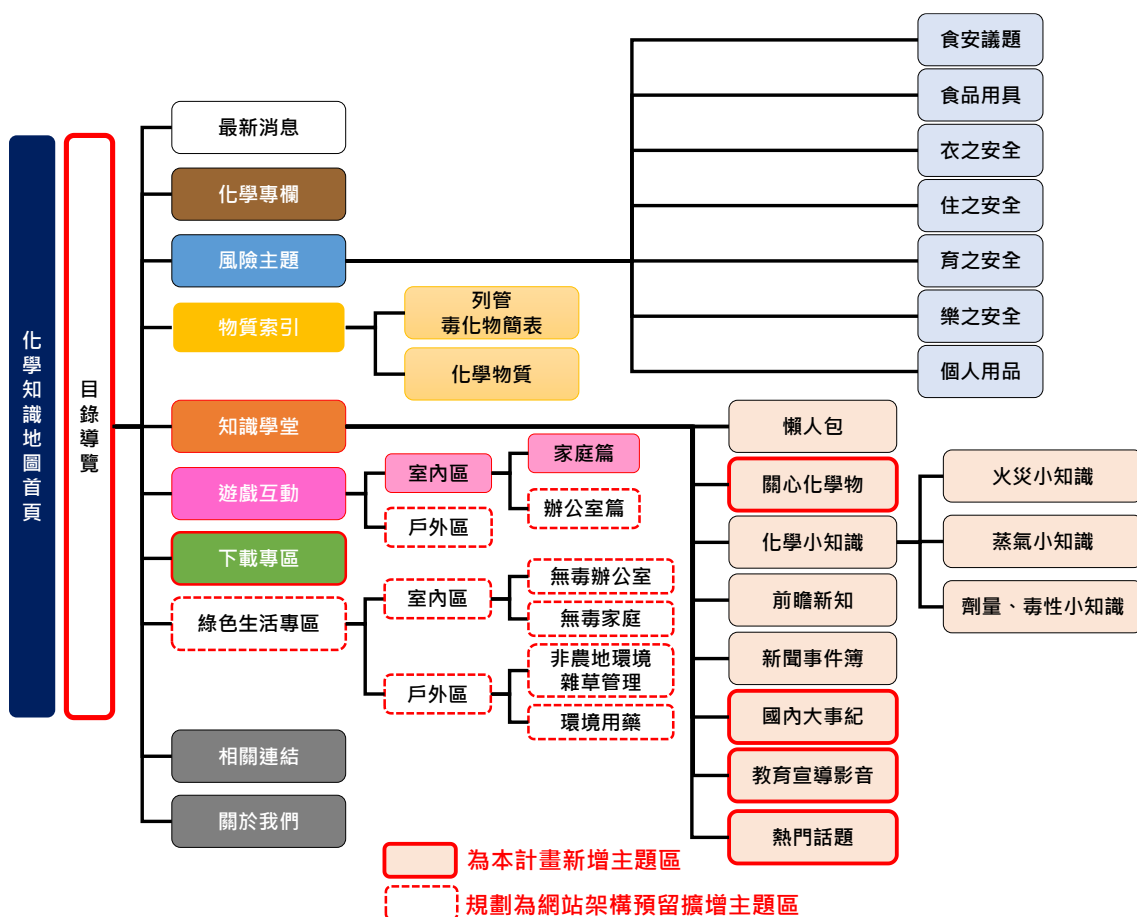 化學知識地圖首頁
目錄導覽
最新消息
化學專欄
風險主題
食安議題
食品用具
衣之安全
住之安全
育之安全
樂之安全
個人用品
物質索引
列管
毒化物簡表
化學物質
知識學堂
懶人包
關心化學物
化學小知識
火災小知識
蒸氣小知識
劑量、毒性小知識
前瞻新知
新聞事件簿
國內大事紀
教育宣導影音
熱門話題
遊戲互動
室內區
家庭篇
辦公室篇
戶外區
下載專區
綠色生活專區
室內區
無毒辦公室
無毒家庭
戶外區
非農地環境
雜草管理
環境用藥
相關連結
關於我們
為本計畫新增主題區
規劃為網站架構預留擴增主題區